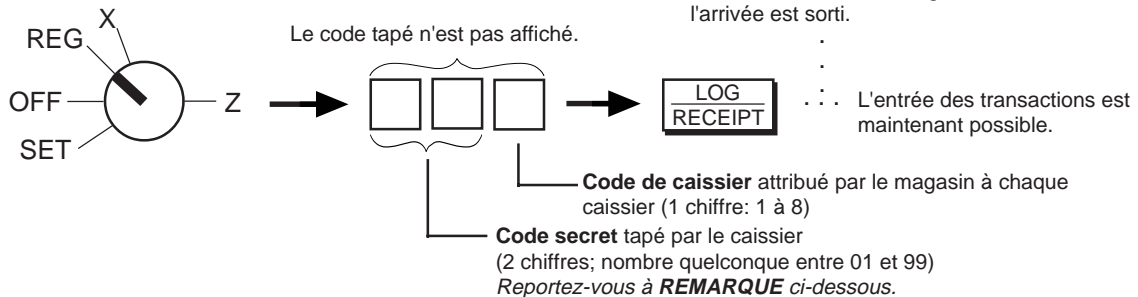 l'arrivée est sorti.
X
REG
OFF
SET
Z
Le code tapé n'est pas affiché.
LOG
RECEIPT
L'entrée des transactions est
maintenant possible.
Code de caissier attribué par le magasin à chaque
caissier (1 chiffre: 1 à 8)
Code secret tapé par le caissier
(2 chiffres; nombre quelconque entre 01 et 99)
Reportez-vous à REMARQUE ci-dessous.